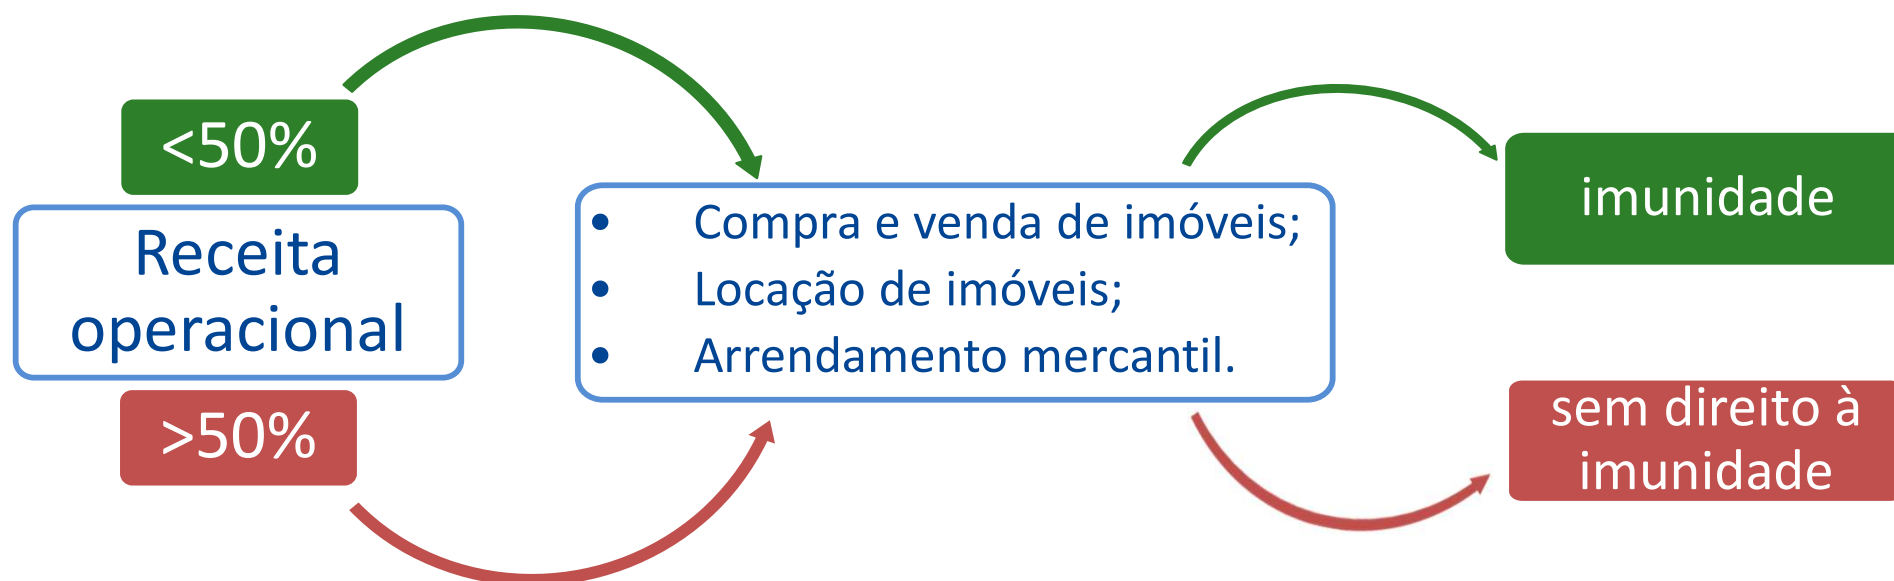 <50%
Receita
operacional
>50%
• Compra e venda de imóveis;
• Locação de imóveis;
• Arrendamento mercantil.
imunidade
sem direito à
imunidade